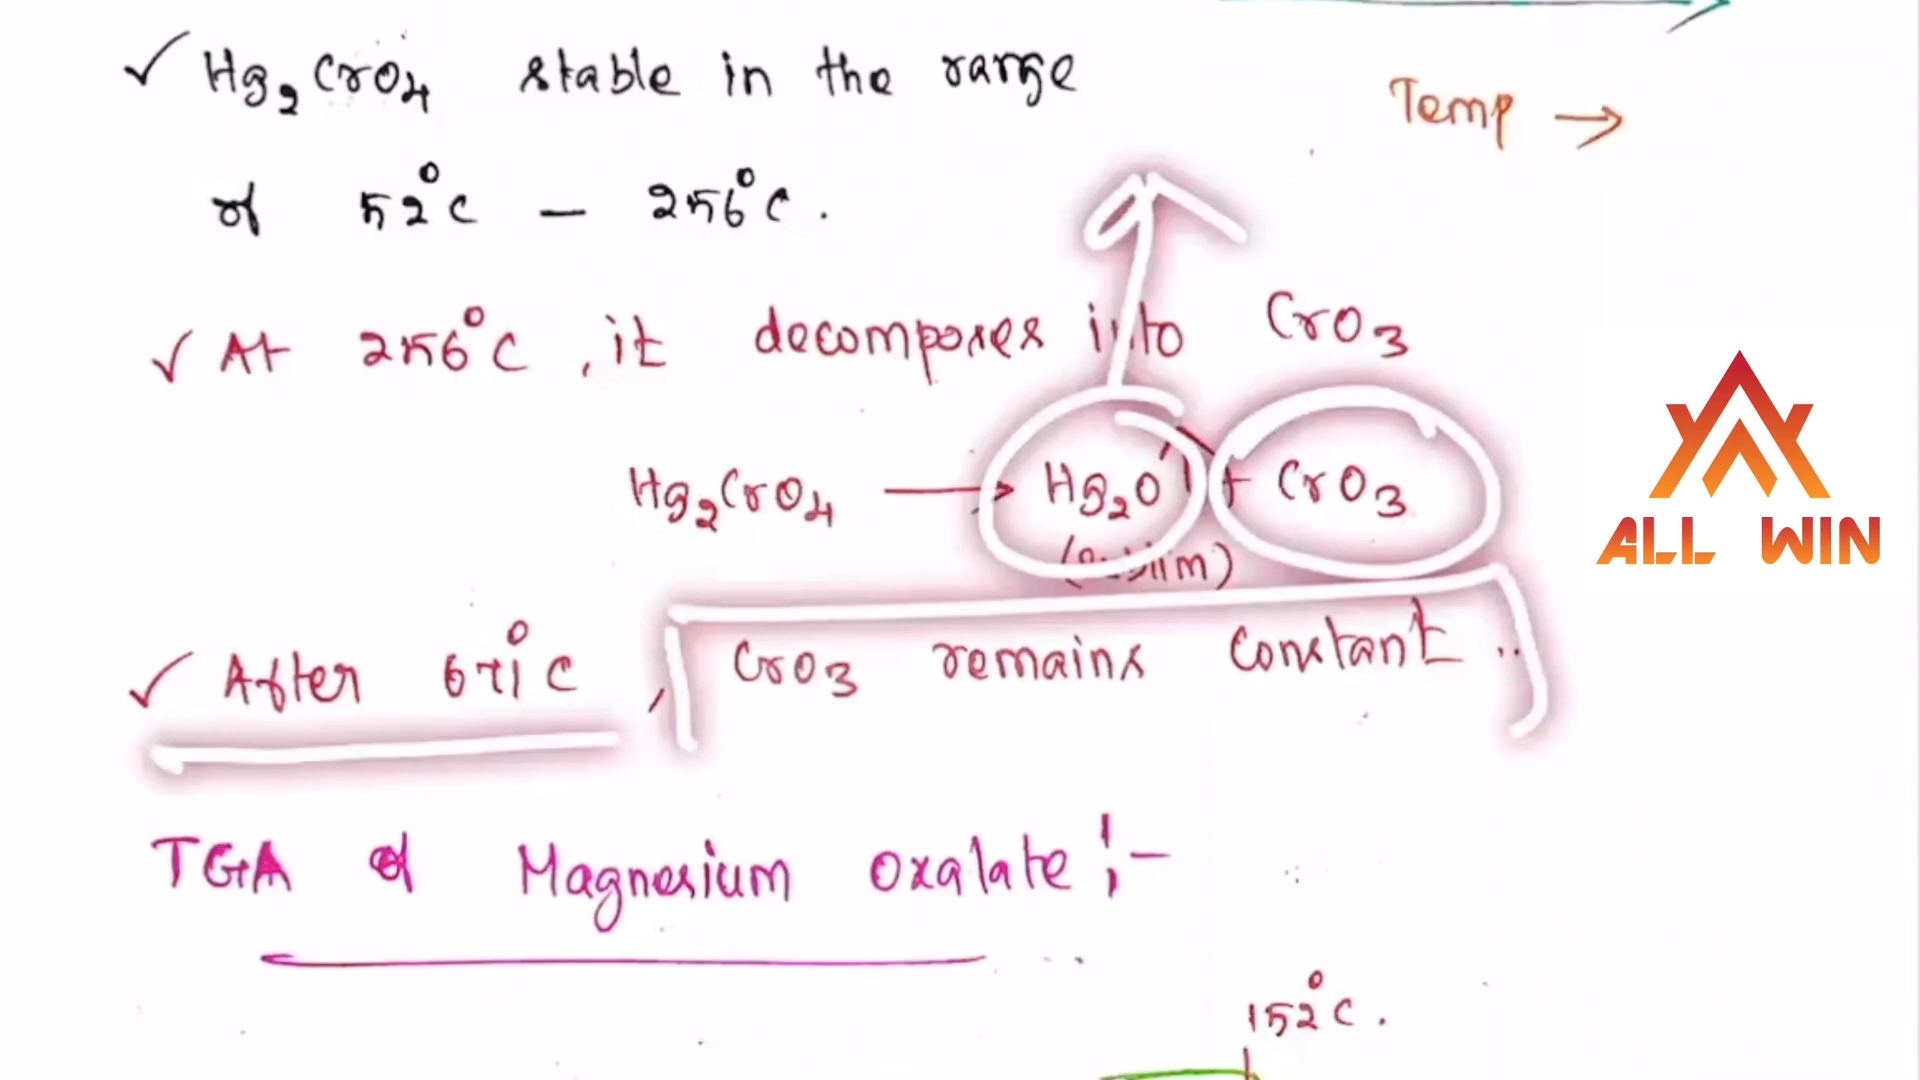 ✓ Hg₂CrO₄ stable in the range
Temp →
of 52°C – 256°C.
✓ At 256°C, it decomposes into CrO₃
Hg₂CrO₄ → Hg₂O↑ + CrO₃
✓ After 671°C, CrO₃ remains constant..
TGA of Magnesium oxalate :-
152°C.
ALL WIN